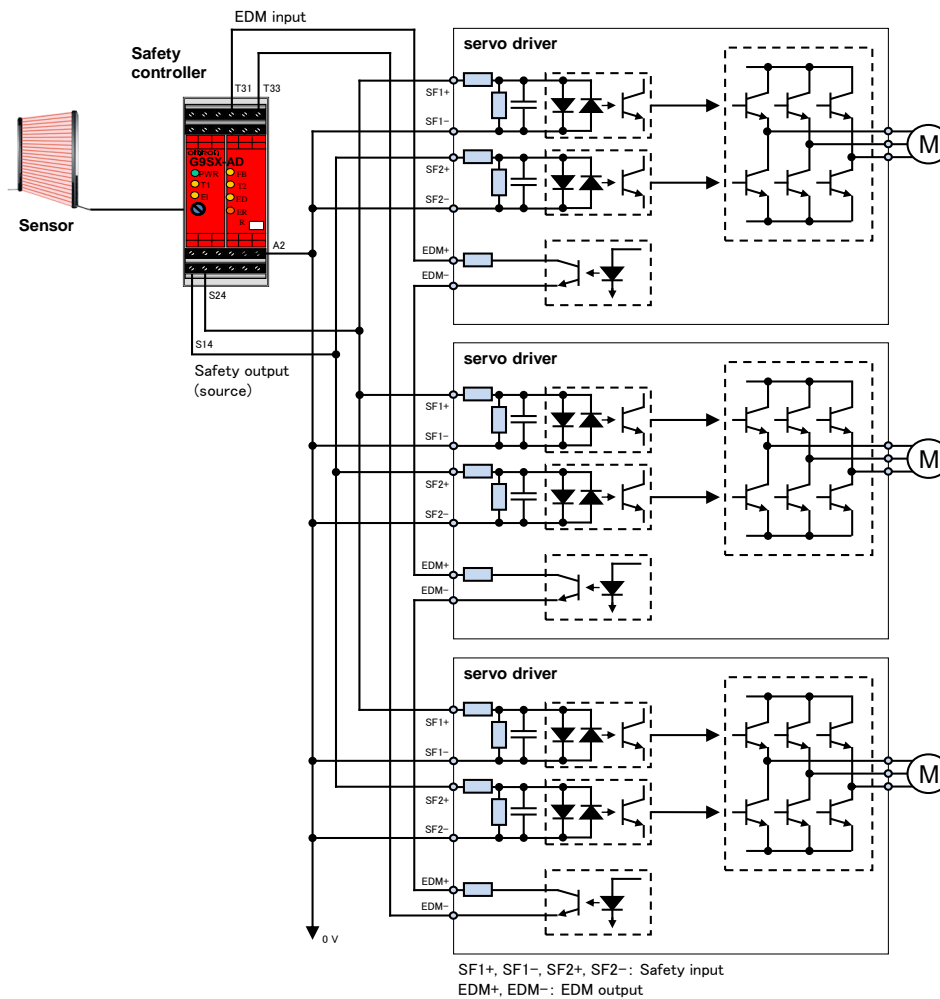 EDM input
Safety
controller
T31 T33
OMRON
G9SX-AD
PWR FB
T1 T2
EI ED
ER
R
A2
S24
S14
Safety output
(source)
Sensor
servo driver
SF1+
SF1-
SF2+
SF2-
EDM+
EDM-
M
servo driver
SF1+
SF1-
SF2+
SF2-
EDM+
EDM-
M
servo driver
SF1+
SF1-
SF2+
SF2-
EDM+
EDM-
M
0 V
SF1+, SF1-, SF2+, SF2-: Safety input
EDM+, EDM-: EDM output